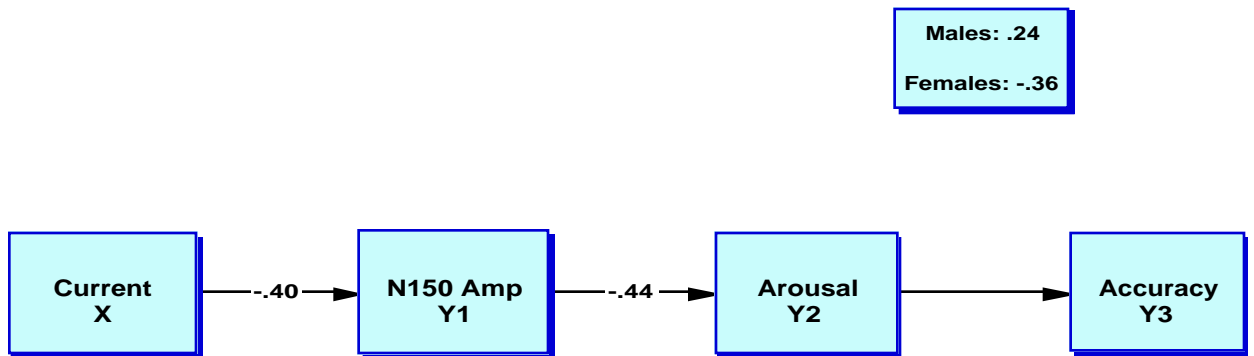 Males: .24
Females: -.36
Current
X
-.40
N150 Amp
Y1
-.44
Arousal
Y2
Accuracy
Y3